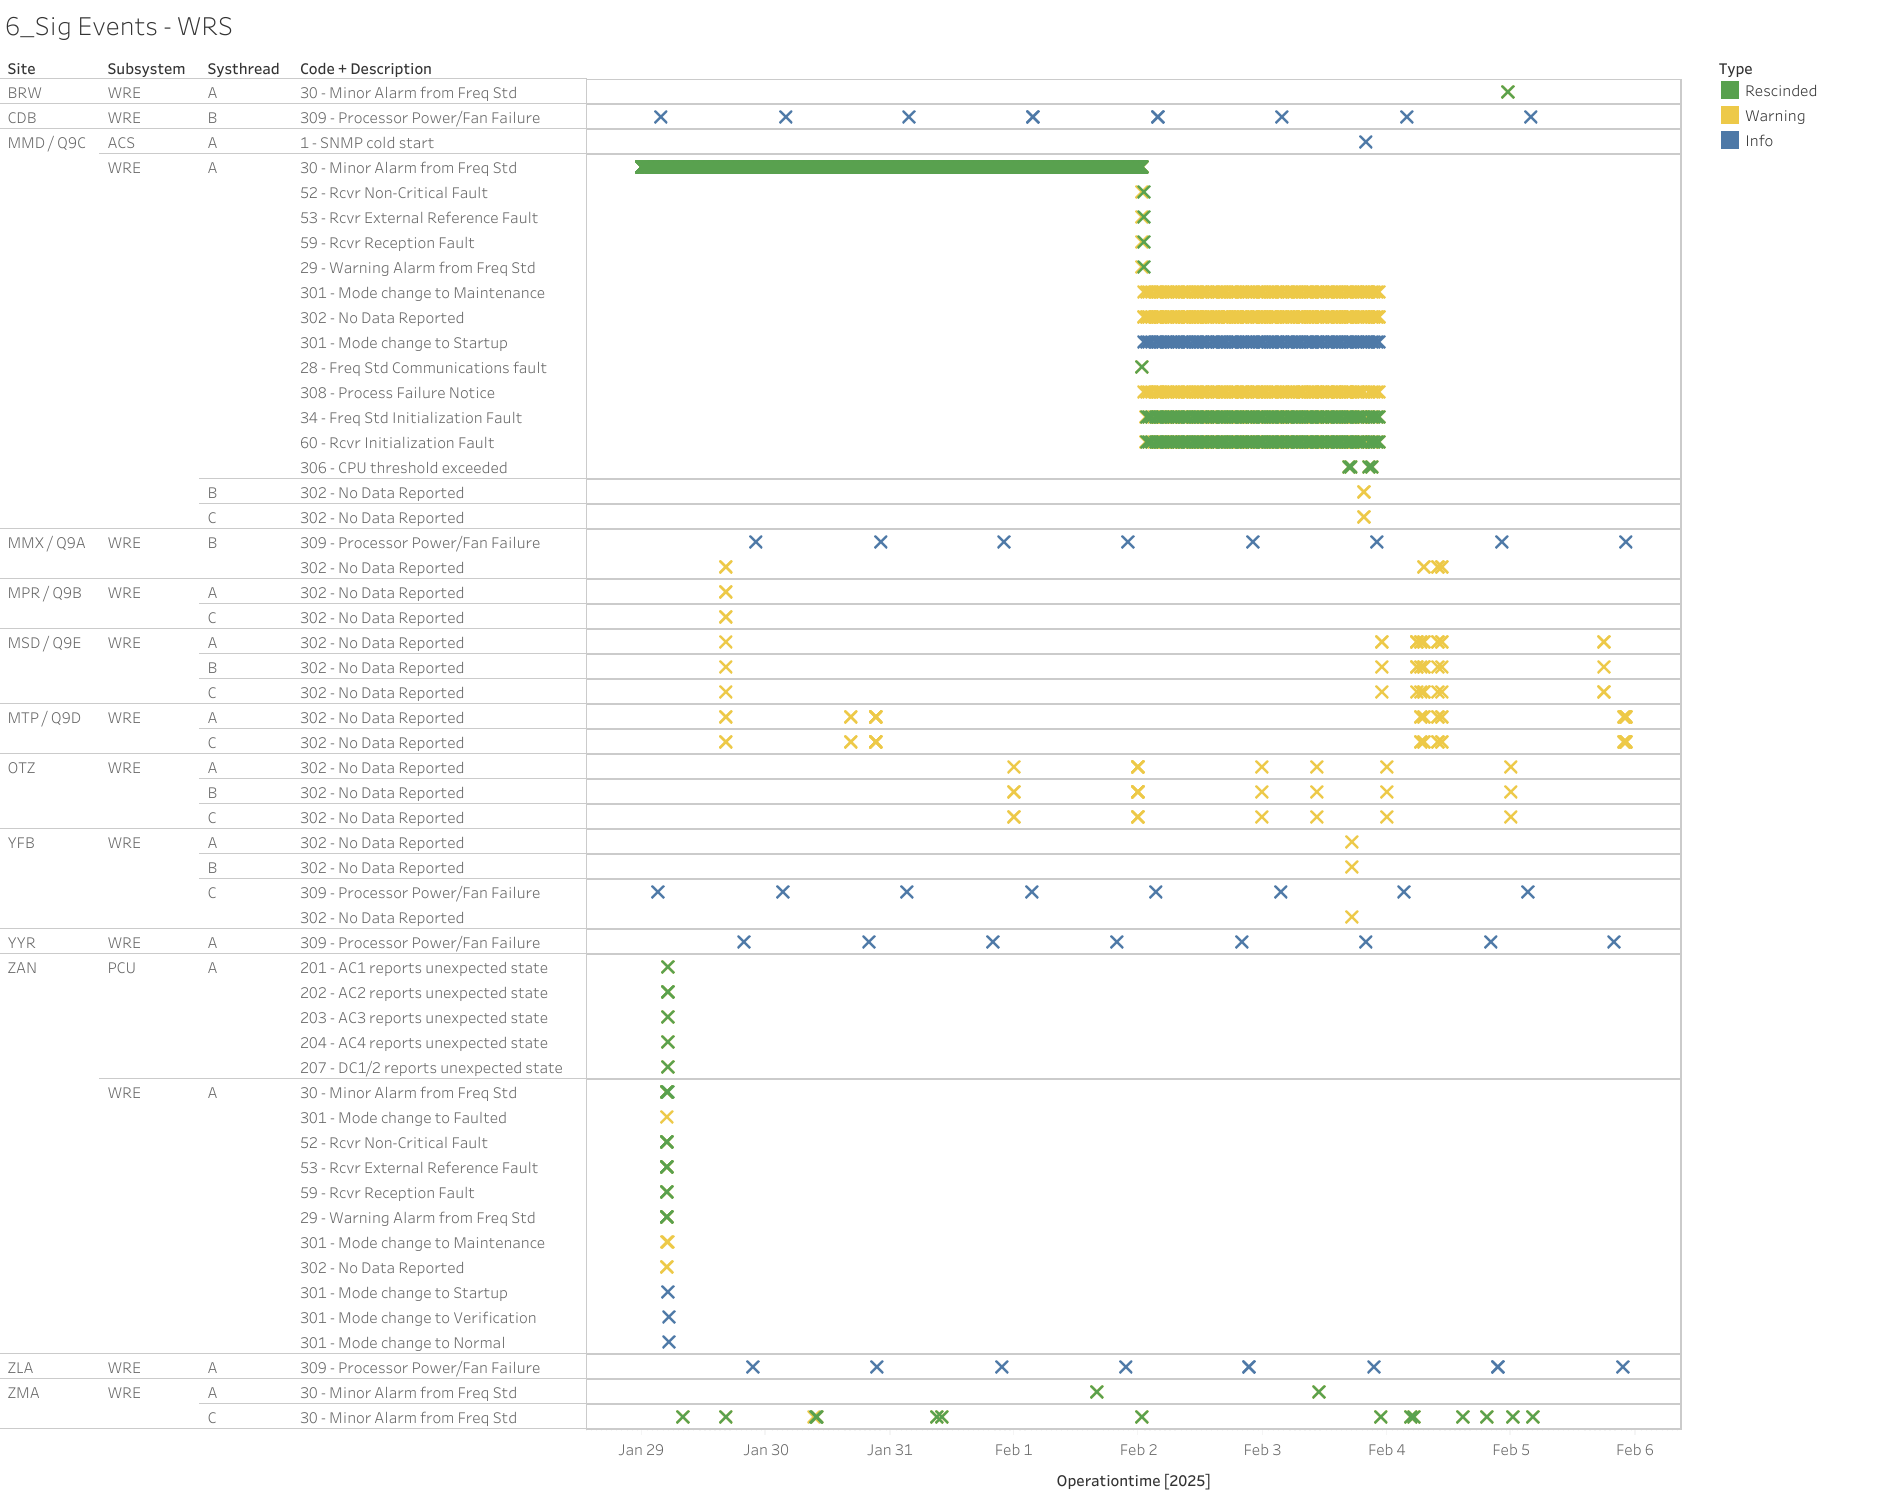 6_Sig Events - WRS
Site Subsystem Systhread Code + Description
Type
Rescinded
Warning
Info
BRW WRE A 30 - Minor Alarm from Freq Std
CDB WRE B 309 - Processor Power/Fan Failure
MMD / Q9C ACS A 1 - SNMP cold start
WRE A 30 - Minor Alarm from Freq Std
52 - Rcvr Non-Critical Fault
53 - Rcvr External Reference Fault
59 - Rcvr Reception Fault
29 - Warning Alarm from Freq Std
301 - Mode change to Maintenance
302 - No Data Reported
301 - Mode change to Startup
28 - Freq Std Communications fault
308 - Process Failure Notice
34 - Freq Std Initialization Fault
60 - Rcvr Initialization Fault
306 - CPU threshold exceeded
B 302 - No Data Reported
C 302 - No Data Reported
MMX / Q9A WRE B 309 - Processor Power/Fan Failure
302 - No Data Reported
MPR / Q9B WRE A 302 - No Data Reported
C 302 - No Data Reported
MSD / Q9E WRE A 302 - No Data Reported
B 302 - No Data Reported
C 302 - No Data Reported
MTP / Q9D WRE A 302 - No Data Reported
C 302 - No Data Reported
OTZ WRE A 302 - No Data Reported
B 302 - No Data Reported
C 302 - No Data Reported
YFB WRE A 302 - No Data Reported
B 302 - No Data Reported
C 309 - Processor Power/Fan Failure
302 - No Data Reported
YYR WRE A 309 - Processor Power/Fan Failure
ZAN PCU A 201 - AC1 reports unexpected state
202 - AC2 reports unexpected state
203 - AC3 reports unexpected state
204 - AC4 reports unexpected state
207 - DC1/2 reports unexpected state
WRE A 30 - Minor Alarm from Freq Std
301 - Mode change to Faulted
52 - Rcvr Non-Critical Fault
53 - Rcvr External Reference Fault
59 - Rcvr Reception Fault
29 - Warning Alarm from Freq Std
301 - Mode change to Maintenance
302 - No Data Reported
301 - Mode change to Startup
301 - Mode change to Verification
301 - Mode change to Normal
ZLA WRE A 309 - Processor Power/Fan Failure
ZMA WRE A 30 - Minor Alarm from Freq Std
C 30 - Minor Alarm from Freq Std
Jan 29 Jan 30 Jan 31 Feb 1 Feb 2 Feb 3 Feb 4 Feb 5 Feb 6
Operationtime [2025]